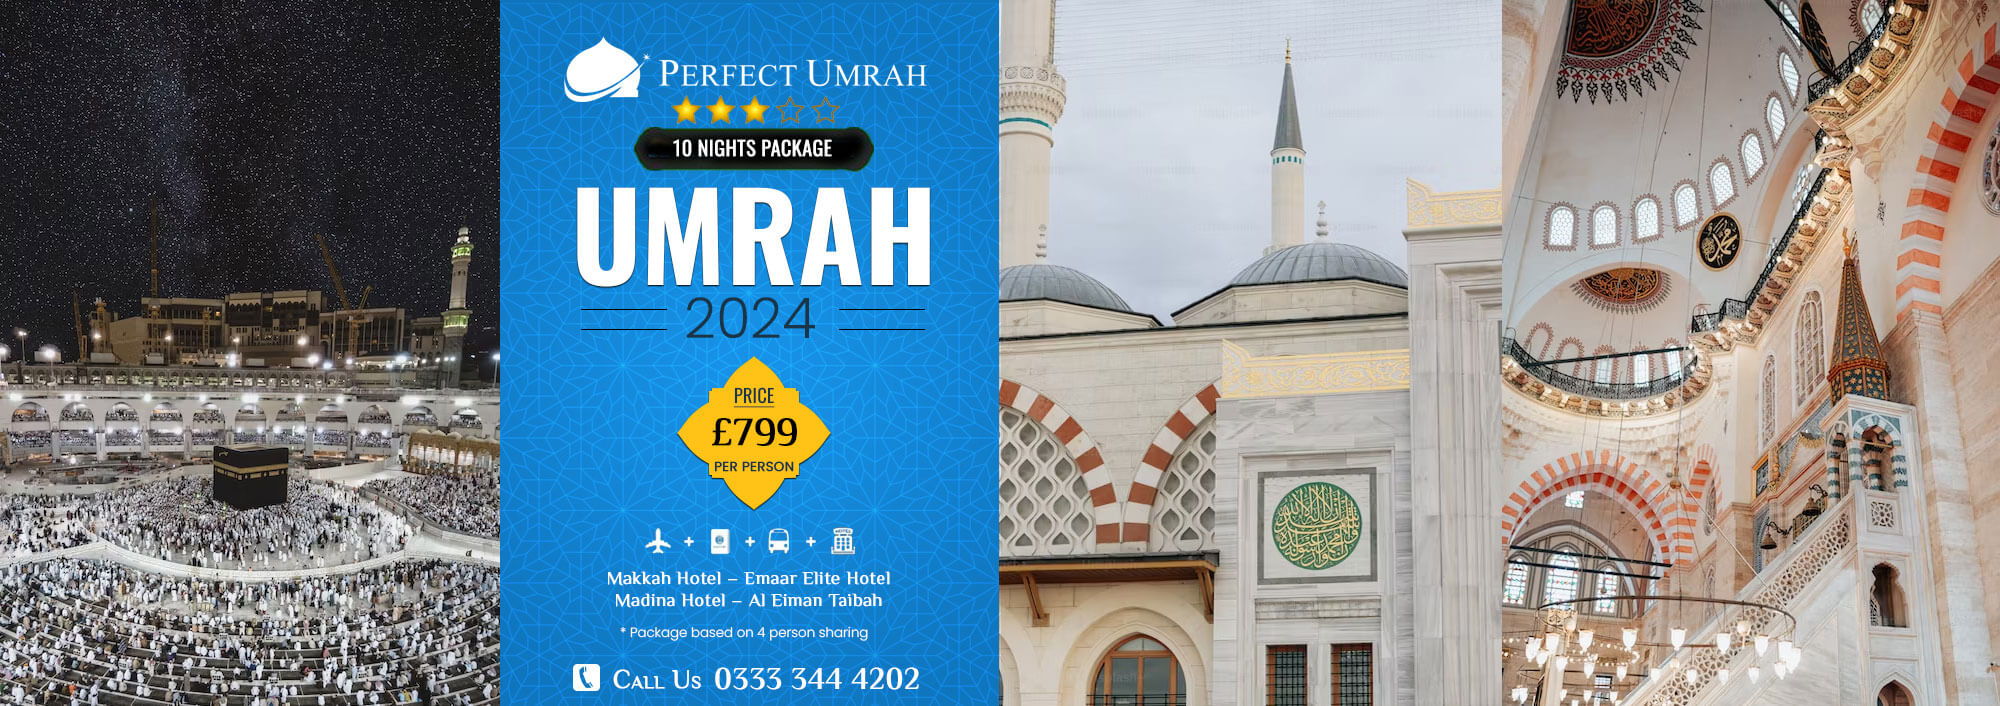 PERFECT UMRAH
10 NIGHTS PACKAGE
UMRAH
2024
PRICE
£799
PER PERSON
HOTEL
Makkah Hotel – Emaar Elite Hotel
Madina Hotel – Al Eiman Taibah
* Package based on 4 person sharing
CALL US 0333 344 4202